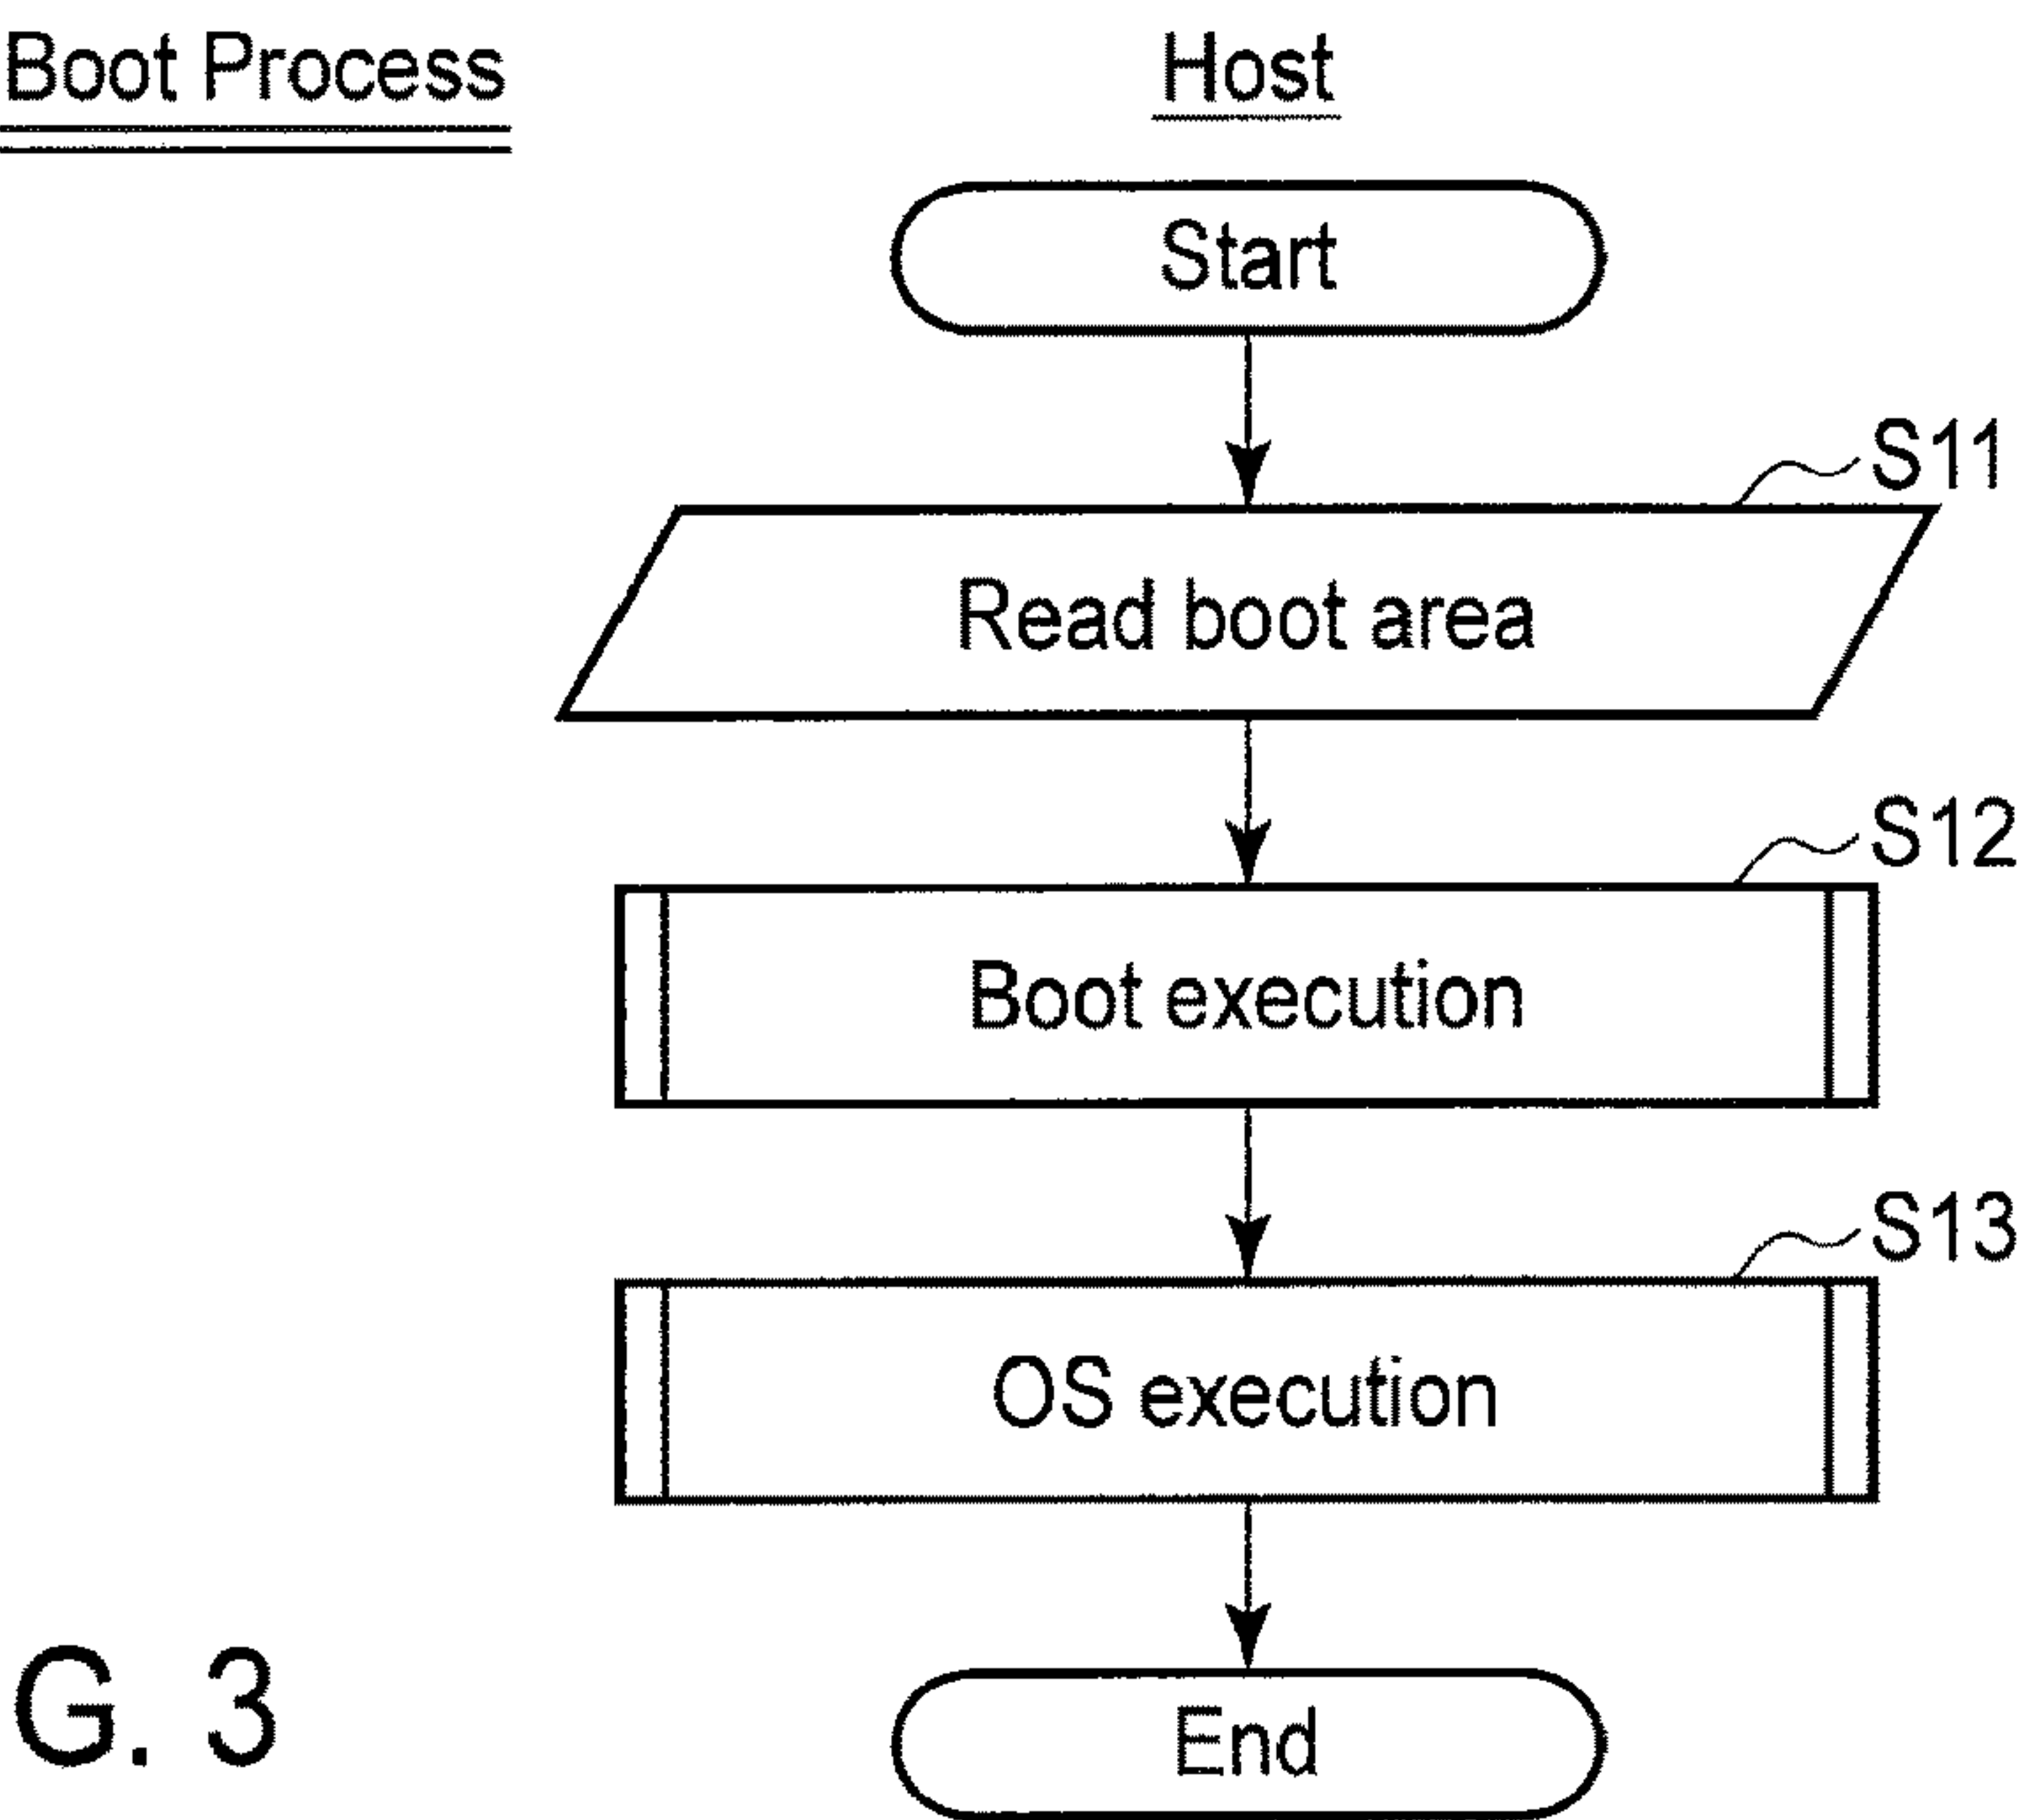 Boot Process
Host
Start
S11
Read boot area
S12
Boot execution
S13
OS execution
End
G. 3